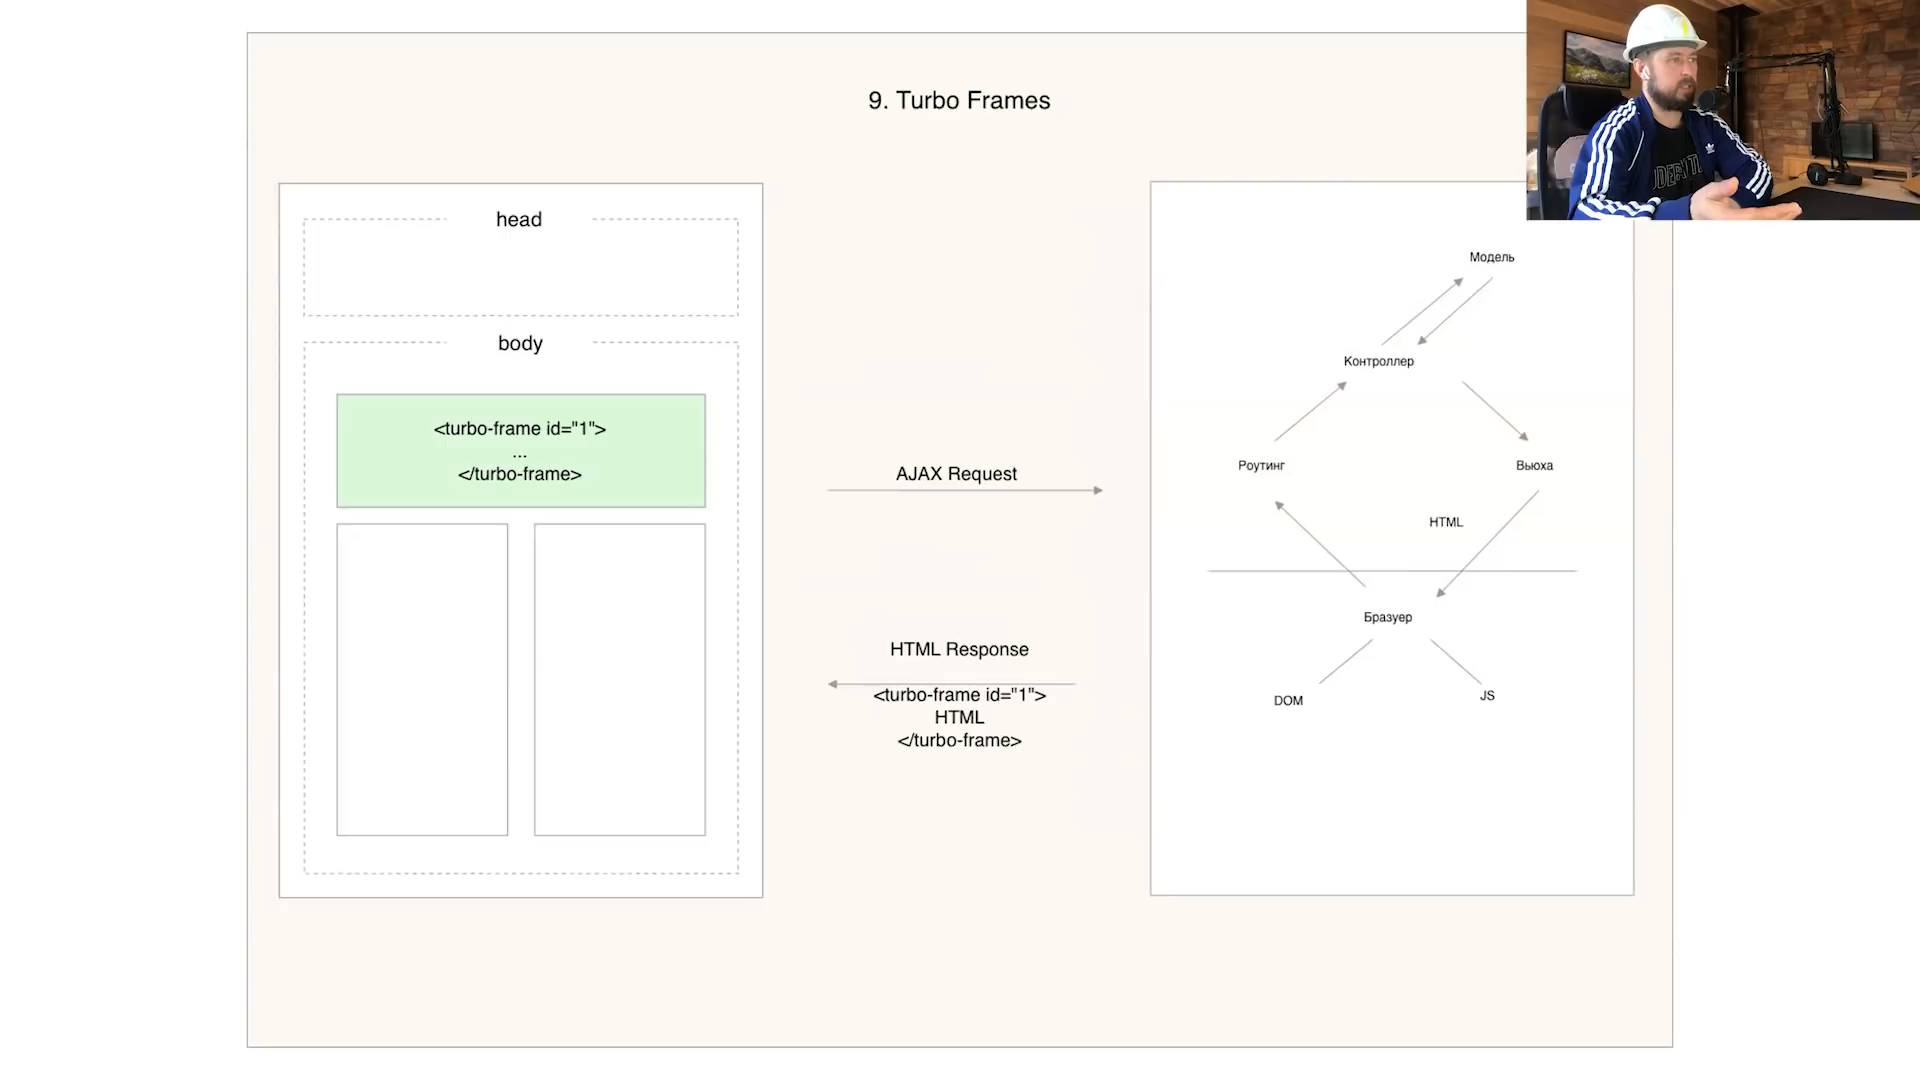 9. Turbo Frames
head
body
<turbo-frame id="1">
...
</turbo-frame>
AJAX Request
HTML Response
<turbo-frame id="1">
HTML
</turbo-frame>
Модель
Контроллер
Роутинг
Вьюха
HTML
Бразуер
DOM
JS